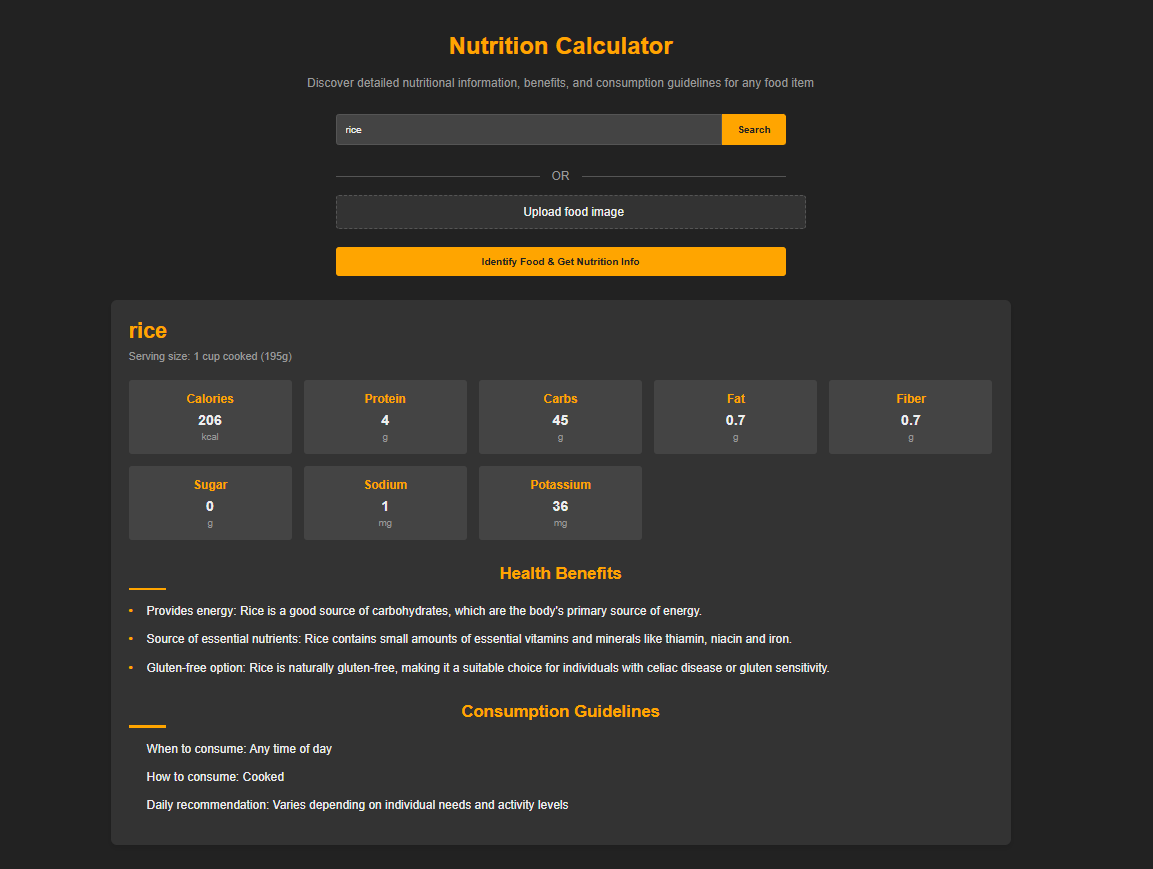 Nutrition Calculator
Discover detailed nutritional information, benefits, and consumption guidelines for any food item
rice
Search
OR
Upload food image
Identify Food & Get Nutrition Info
rice
Serving size: 1 cup cooked (195g)
Calories
206
kcal
Protein
4
g
Carbs
45
g
Fat
0.7
g
Fiber
0.7
g
Sugar
0
g
Sodium
1
mg
Potassium
36
mg
Health Benefits
• Provides energy: Rice is a good source of carbohydrates, which are the body's primary source of energy.
• Source of essential nutrients: Rice contains small amounts of essential vitamins and minerals like thiamin, niacin and iron.
• Gluten-free option: Rice is naturally gluten-free, making it a suitable choice for individuals with celiac disease or gluten sensitivity.
Consumption Guidelines
When to consume: Any time of day
How to consume: Cooked
Daily recommendation: Varies depending on individual needs and activity levels